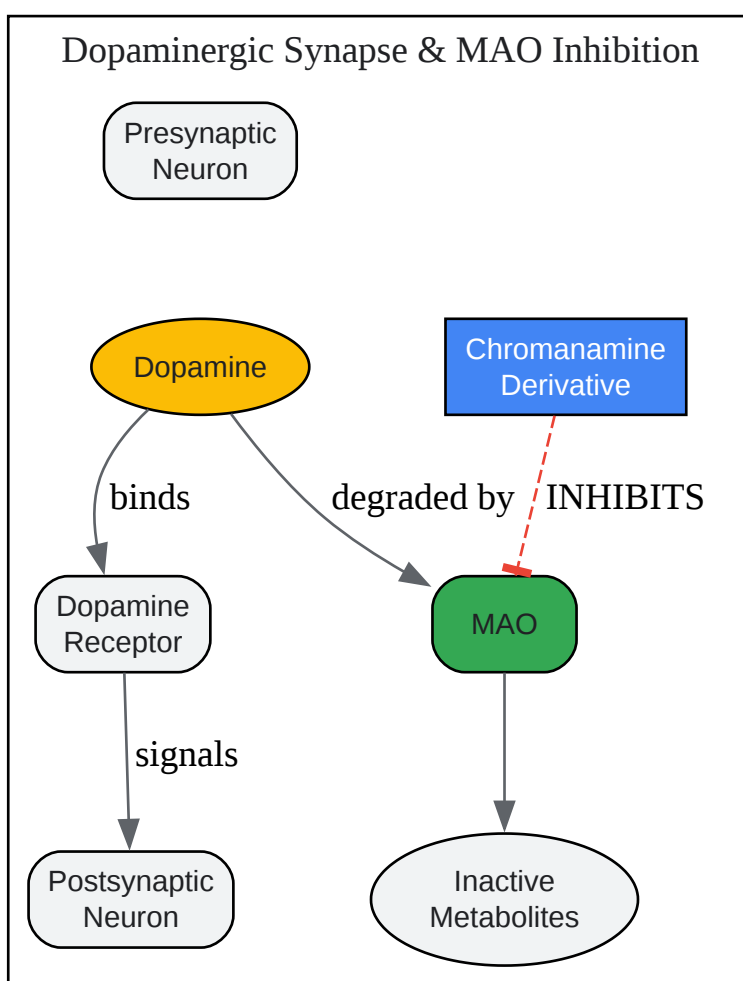 Dopaminergic Synapse & MAO Inhibition
Presynaptic
Neuron
Dopamine
Chromanamine
Derivative
binds
degraded by
INHIBITS
Dopamine
Receptor
MAO
signals
Postsynaptic
Neuron
Inactive
Metabolites